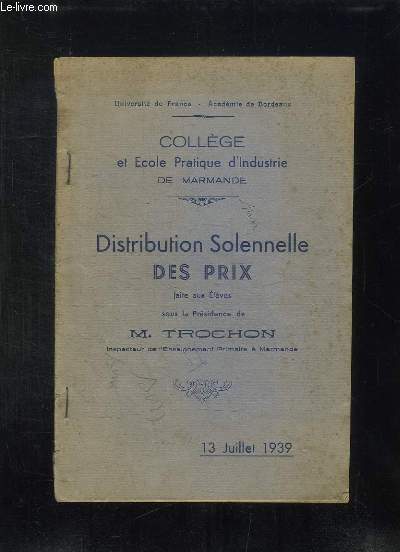 Université de France - Académie de Bordeaux
COLLÈGE
et Ecole Pratique d'Industrie
DE MARMANDE
Distribution Solennelle
DES PRIX
faite aux Élèves
sous la Présidence de
M. TROCHON
Inspecteur de l'Enseignement Primaire à Marmande
13 Juillet 1939
© le-livre.com